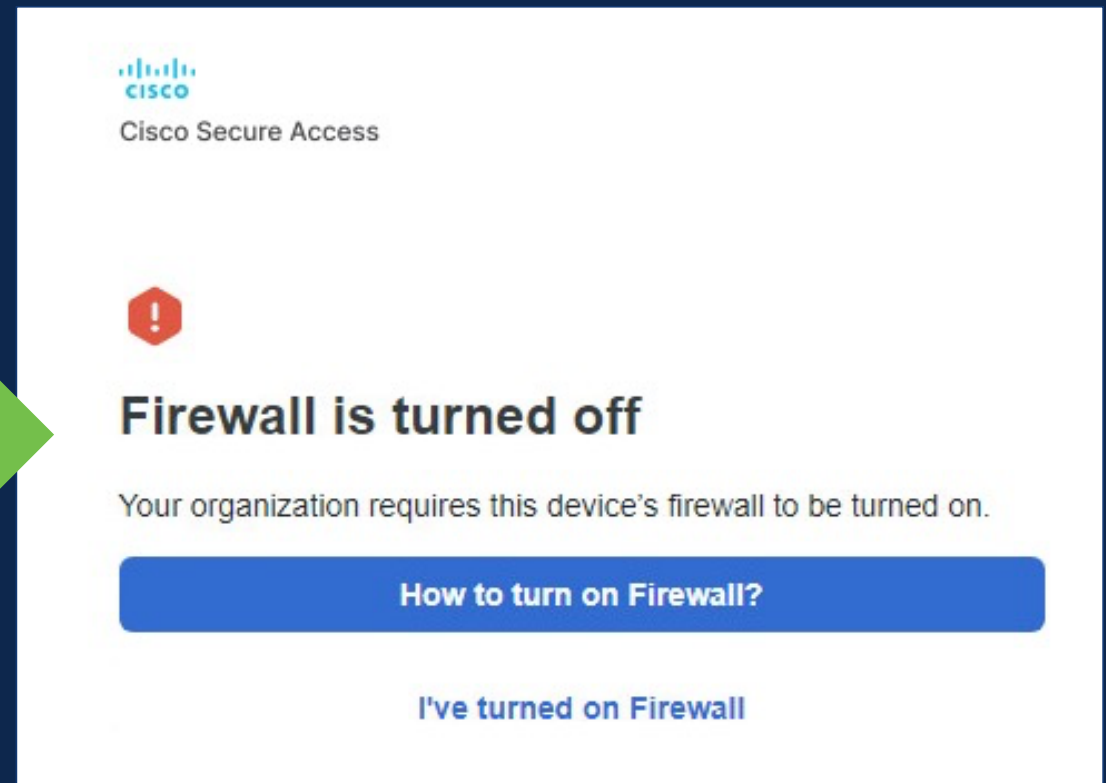 CISCO
Cisco Secure Access
!
Firewall is turned off
Your organization requires this device’s firewall to be turned on.
How to turn on Firewall?
I've turned on Firewall